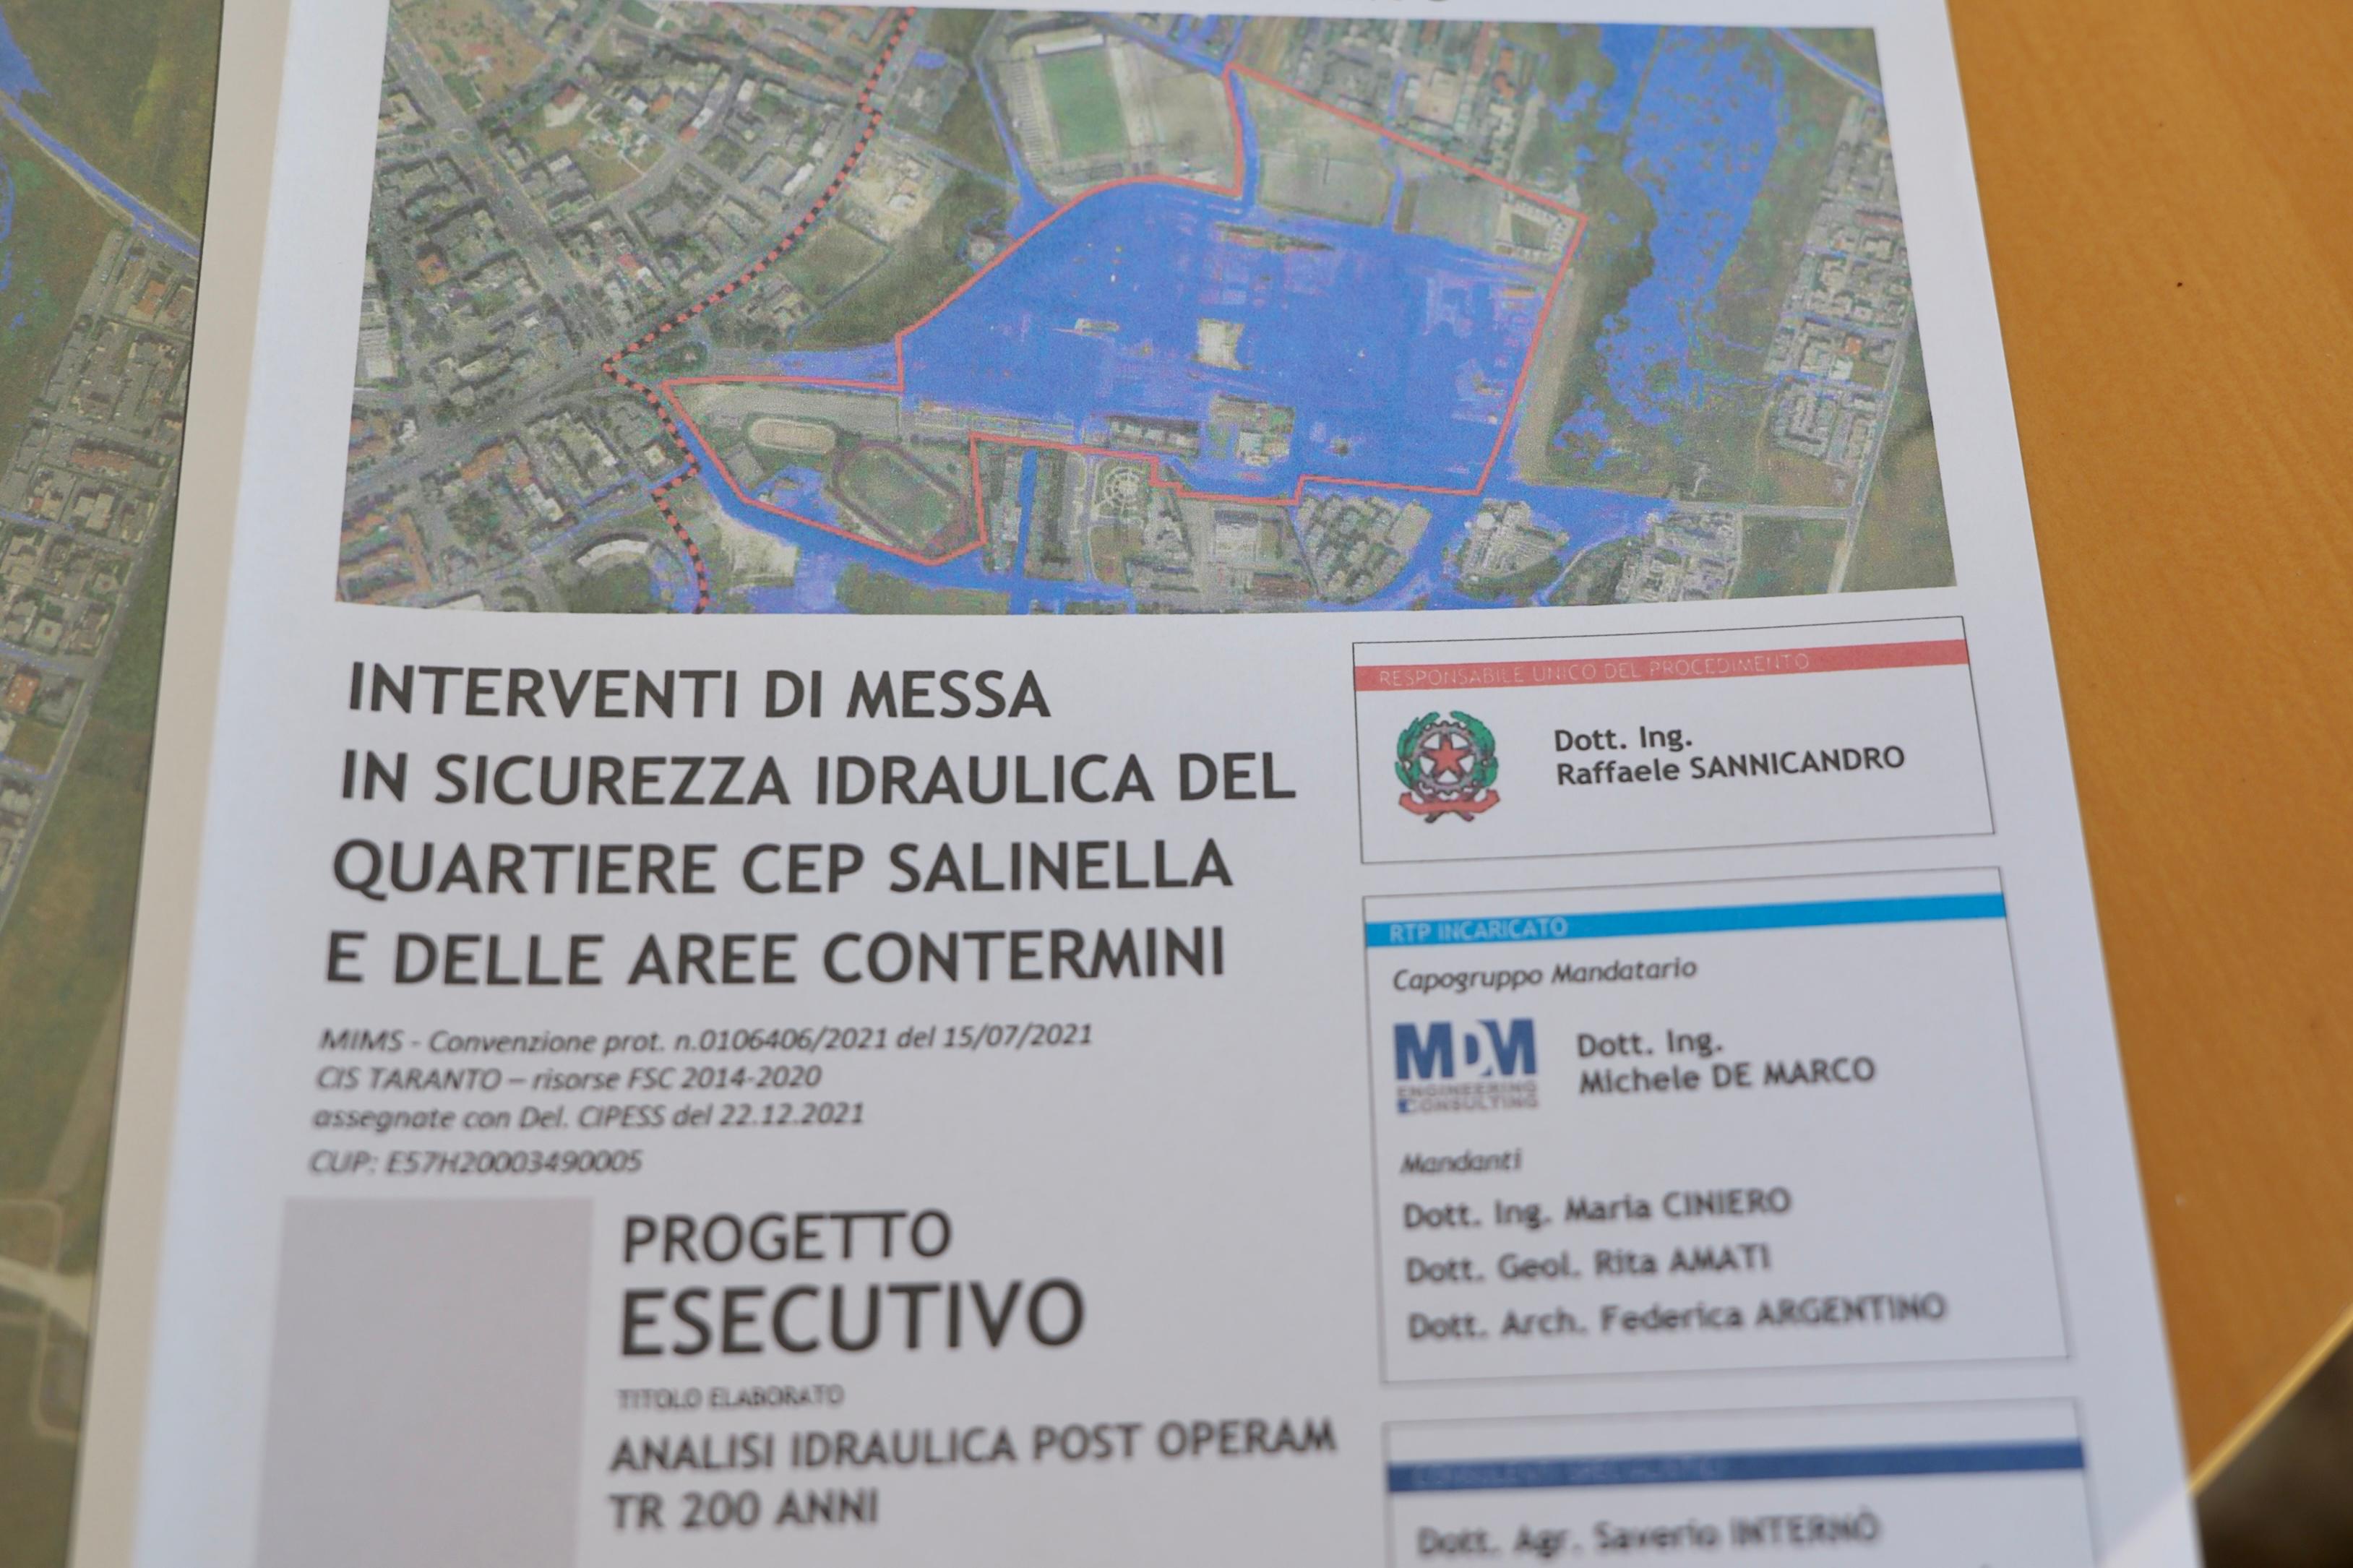 INTERVENTI DI MESSA
IN SICUREZZA IDRAULICA DEL
QUARTIERE CEP SALINELLA
E DELLE AREE CONTERMINI
MIMS - Convenzione prot. n.0106406/2021 del 15/07/2021
CIS TARANTO – risorse FSC 2014-2020
assegnate con Del. CIPESS del 22.12.2021
CUP: E57H20003490005
PROGETTO
ESECUTIVO
TITOLO ELABORATO
ANALISI IDRAULICA POST OPERAM
TR 200 ANNI
RESPONSABILE UNICO DEL PROCEDIMENTO
Dott. Ing.
Raffaele SANNICANDRO
RTP INCARICATO
Capogruppo Mandatario
MDM
ENGINEERING
CONSULTING
Dott. Ing.
Michele DE MARCO
Mandanti
Dott. Ing. Maria CINIERO
Dott. Geol. Rita AMATI
Dott. Arch. Federica ARGENTINO
Dott. Agr. Saverio INTERNÒ